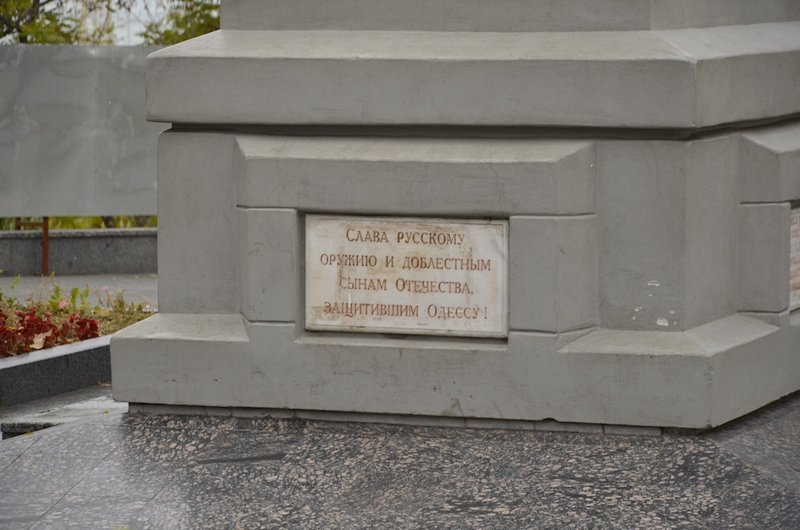 Слава русскому
оружию и доблестным
сынам Отечества,
защитившим Одессу!